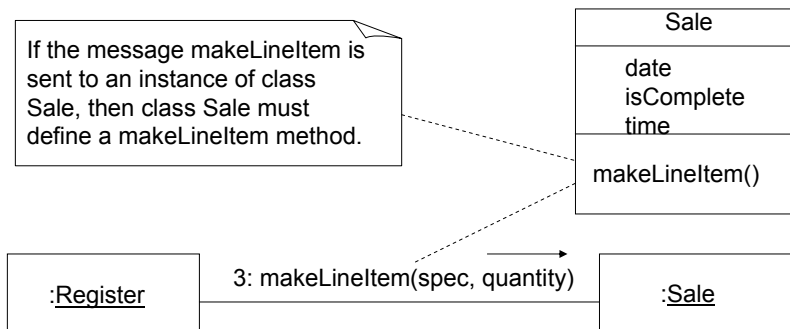 If the message makeLineItem is
sent to an instance of class
Sale, then class Sale must
define a makeLineItem method.
Sale
date
isComplete
time
makeLineItem()
:Register
3: makeLineItem(spec, quantity)
:Sale